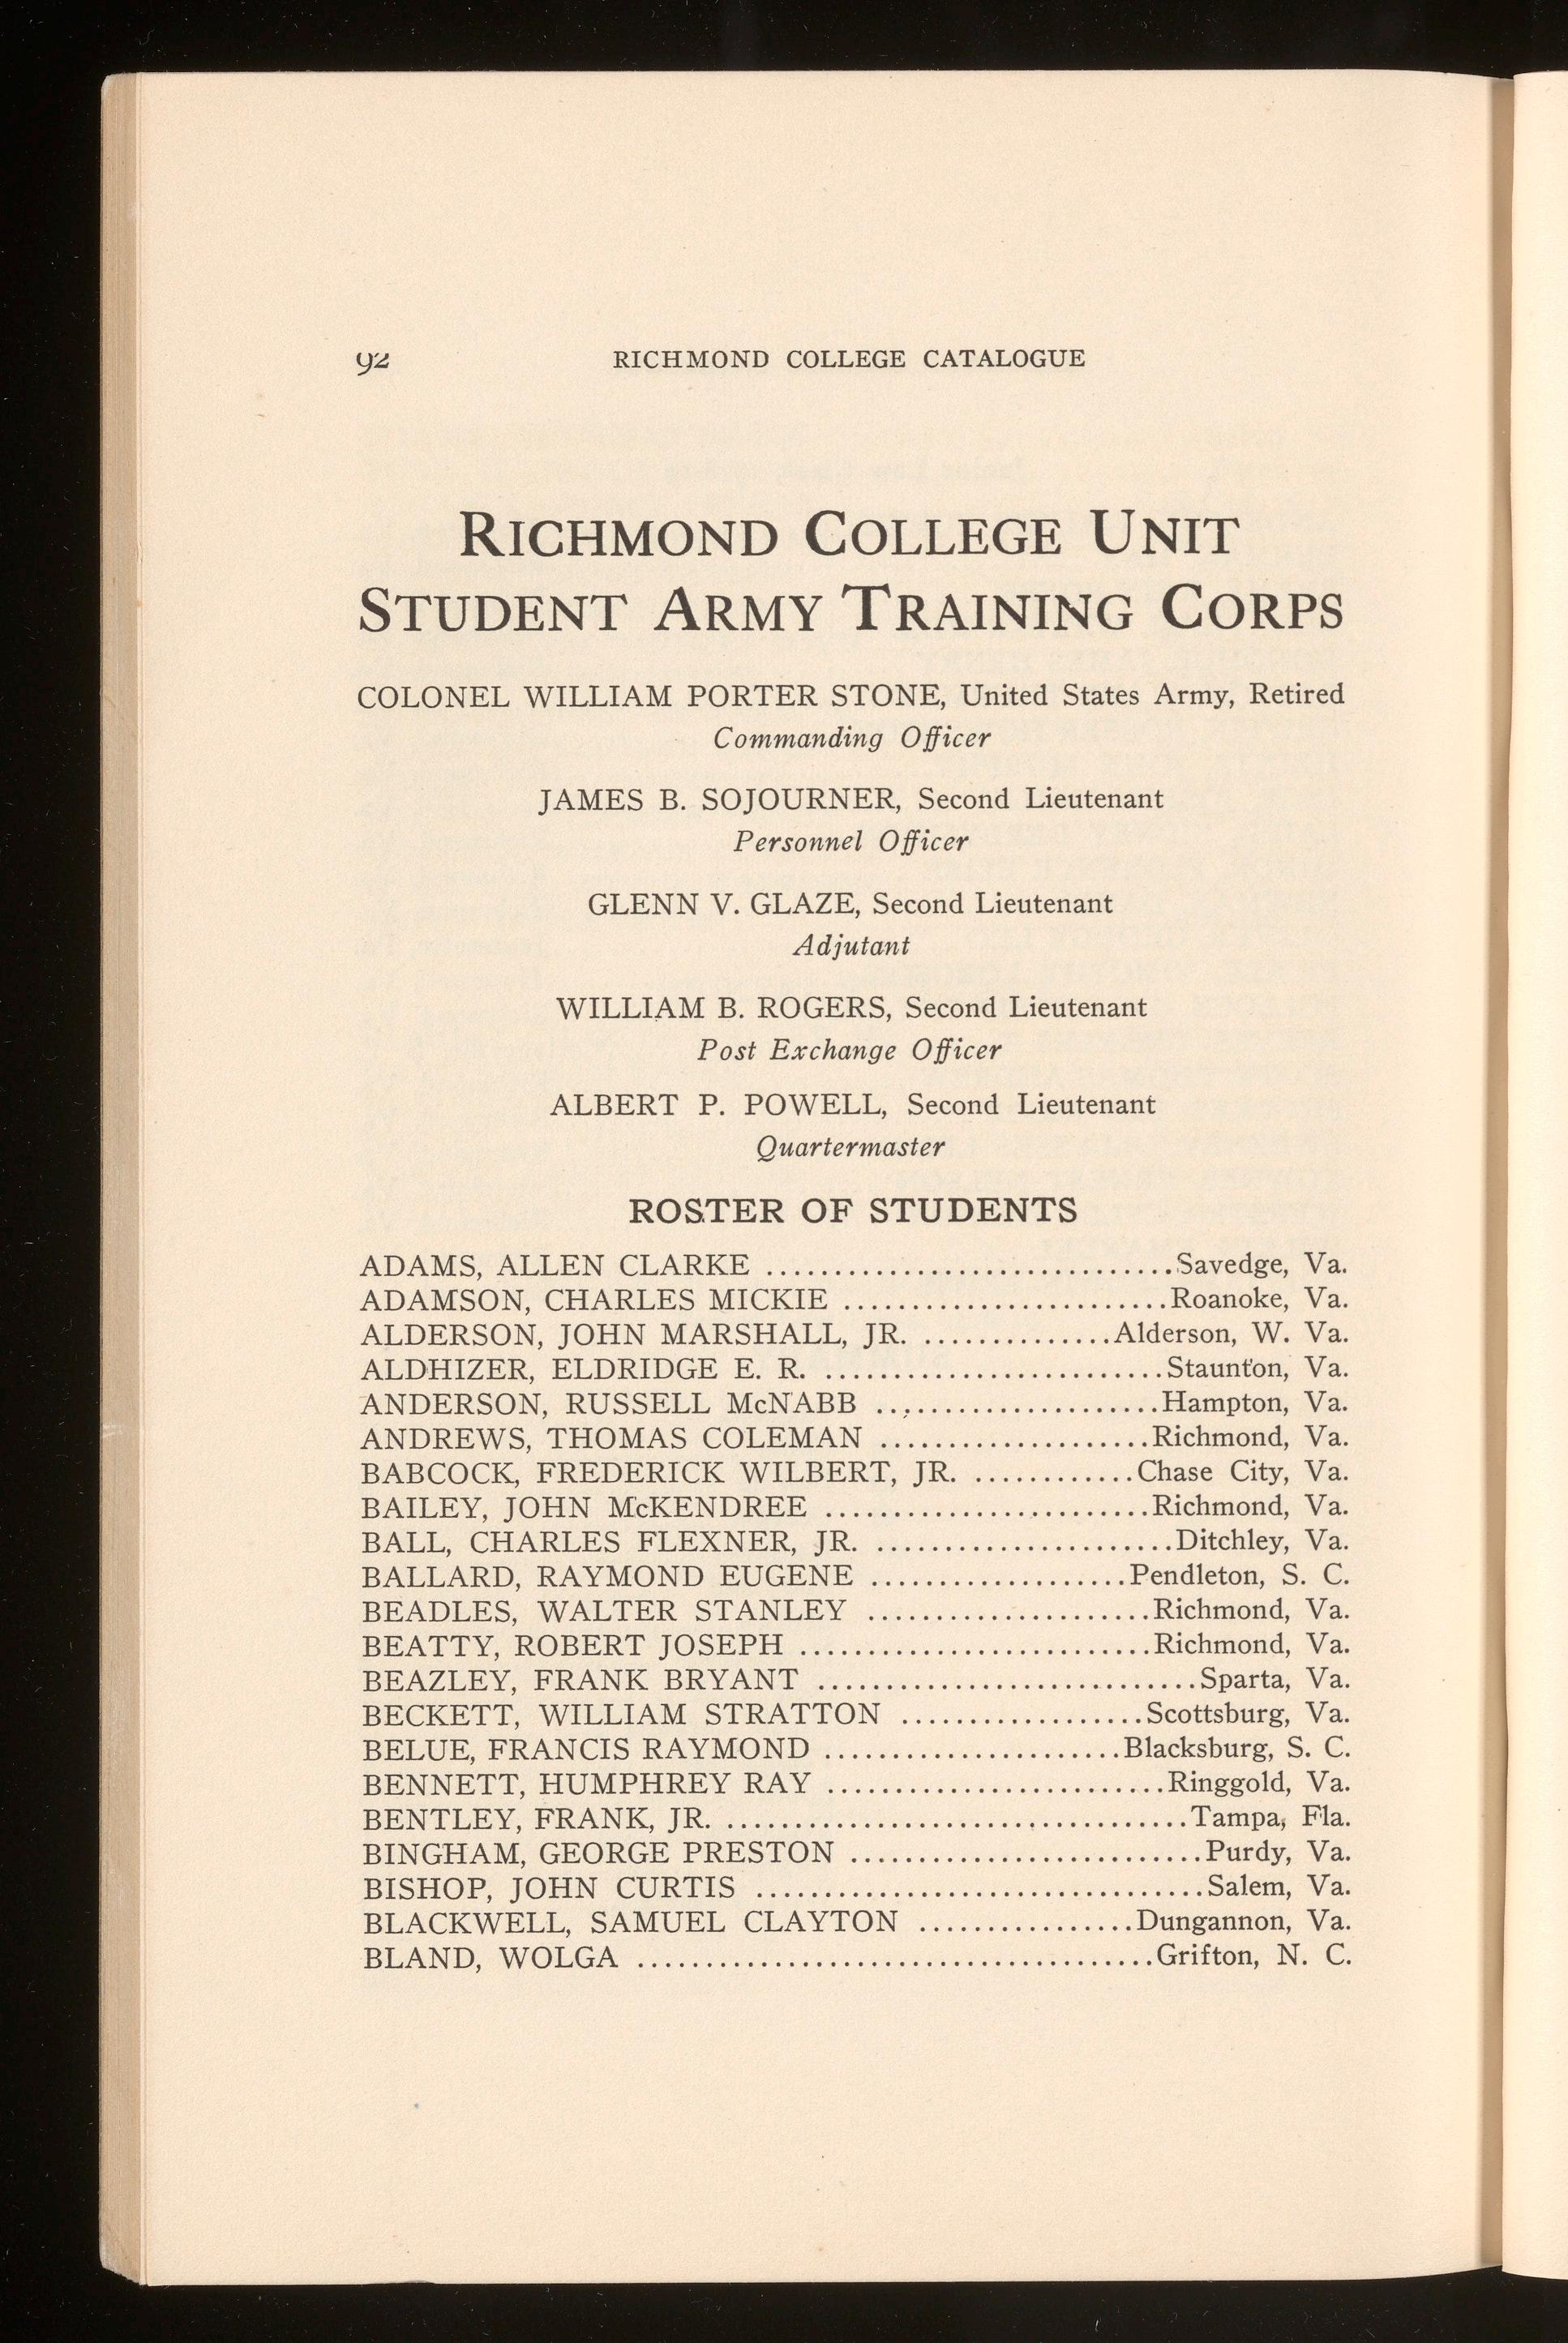 92 RICHMOND COLLEGE CATALOGUE
RICHMOND COLLEGE UNIT
STUDENT ARMY TRAINING CORPS
COLONEL WILLIAM PORTER STONE, United States Army, Retired
Commanding Officer
JAMES B. SOJOURNER, Second Lieutenant
Personnel Officer
GLENN V. GLAZE, Second Lieutenant
Adjutant
WILLIAM B. ROGERS, Second Lieutenant
Post Exchange Officer
ALBERT P. POWELL, Second Lieutenant
Quartermaster
ROSTER OF STUDENTS
ADAMS, ALLEN CLARKE ..............................Savedge, Va.
ADAMSON, CHARLES MICKIE ........................Roanoke, Va.
ALDERSON, JOHN MARSHALL, JR. ..............Alderson, W. Va.
ALDHIZER, ELDRIDGE E. R. .........................Staunton, Va.
ANDERSON, RUSSELL McNABB .....................Hampton, Va.
ANDREWS, THOMAS COLEMAN ....................Richmond, Va.
BABCOCK, FREDERICK WILBERT, JR. ............Chase City, Va.
BAILEY, JOHN McKENDREE ........................Richmond, Va.
BALL, CHARLES FLEXNER, JR. ......................Ditchley, Va.
BALLARD, RAYMOND EUGENE ...................Pendleton, S. C.
BEADLES, WALTER STANLEY .....................Richmond, Va.
BEATTY, ROBERT JOSEPH ..........................Richmond, Va.
BEAZLEY, FRANK BRYANT ............................Sparta, Va.
BECKETT, WILLIAM STRATTON ..................Scottsburg, Va.
BELUE, FRANCIS RAYMOND ......................Blacksburg, S. C.
BENNETT, HUMPHREY RAY .........................Ringgold, Va.
BENTLEY, FRANK, JR. ..................................Tampa, Fla.
BINGHAM, GEORGE PRESTON ..........................Purdy, Va.
BISHOP, JOHN CURTIS .................................Salem, Va.
BLACKWELL, SAMUEL CLAYTON ................Dungannon, Va.
BLAND, WOLGA ......................................Grifton, N. C.